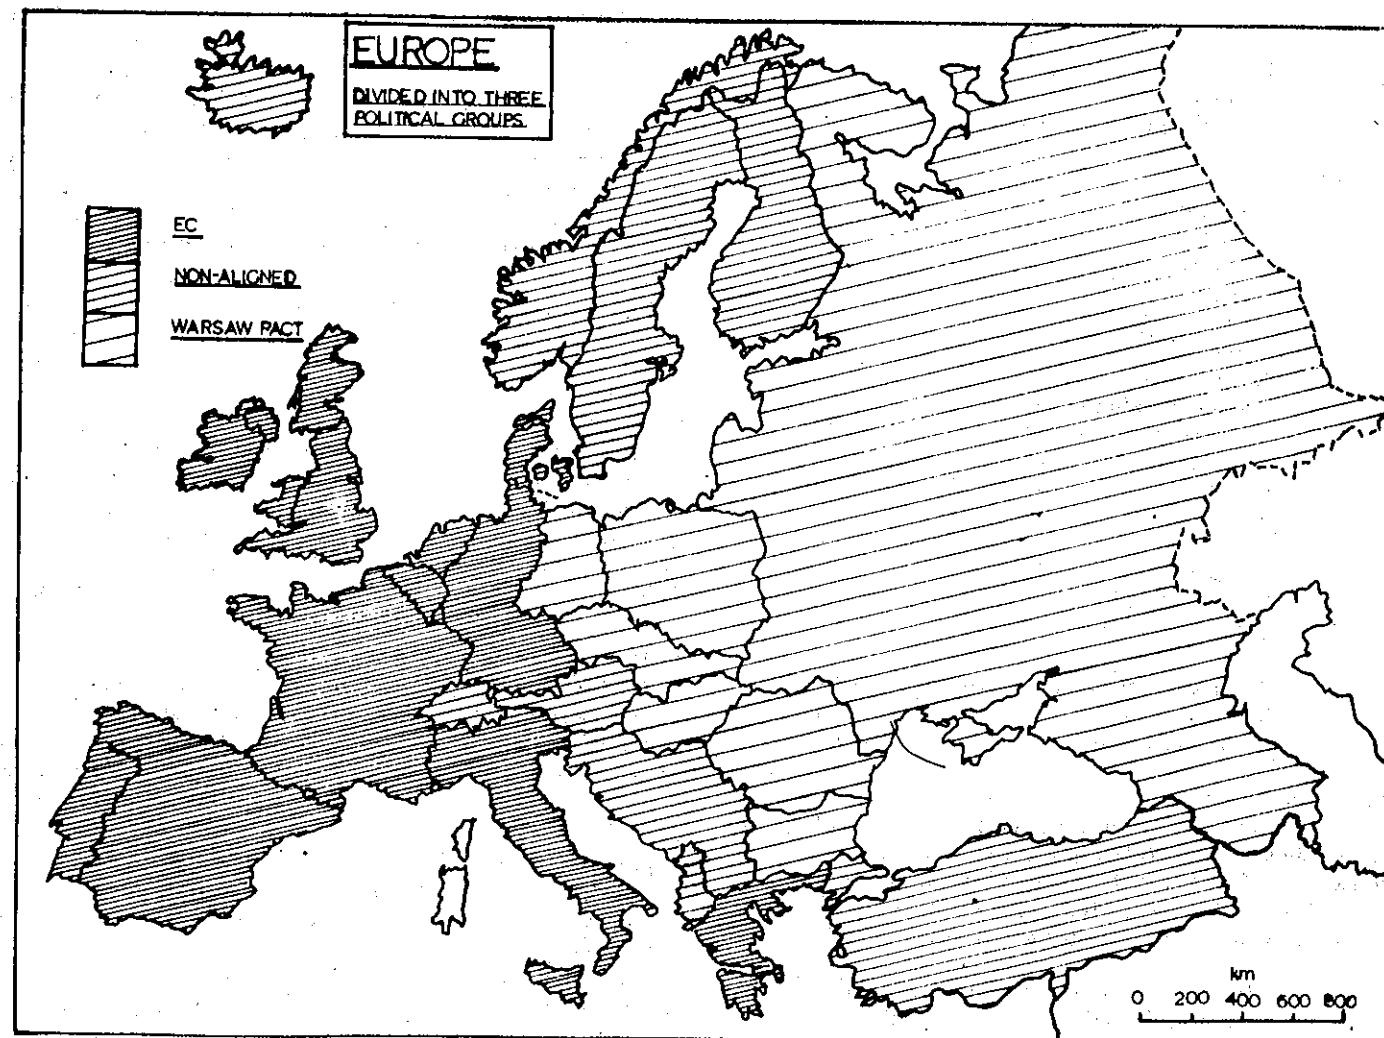 EUROPE
DIVIDED INTO THREE
POLITICAL GROUPS.
EC
NON-ALIGNED
WARSAW PACT
km
0 200 400 600 800